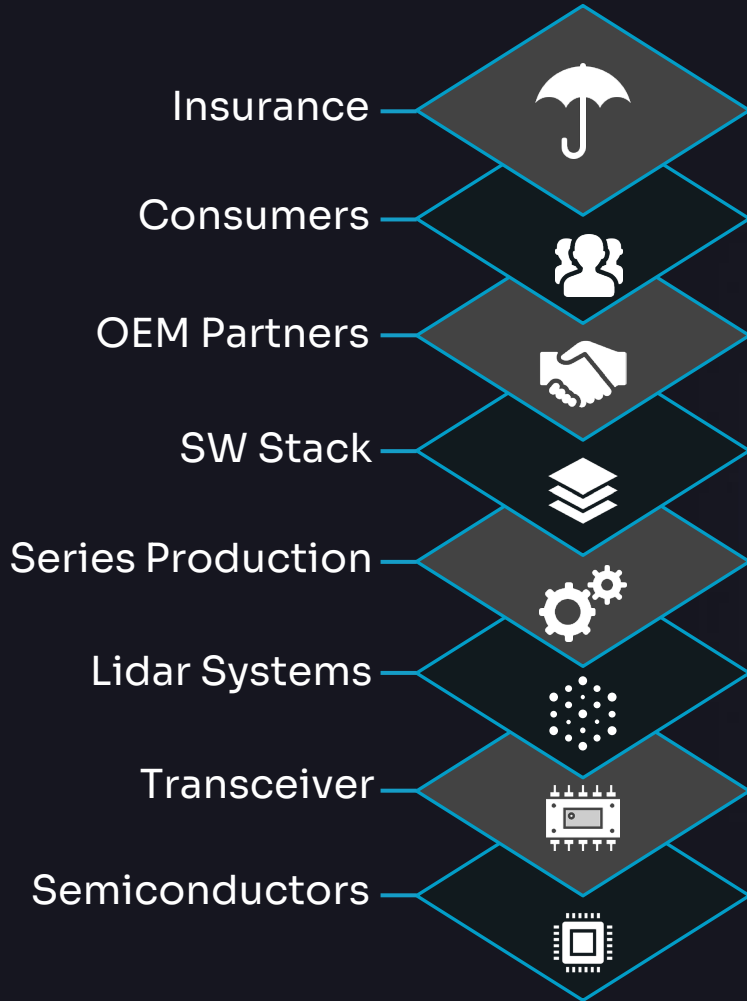 Insurance
Consumers
OEM Partners
SW Stack
Series Production
Lidar Systems
Transceiver
Semiconductors